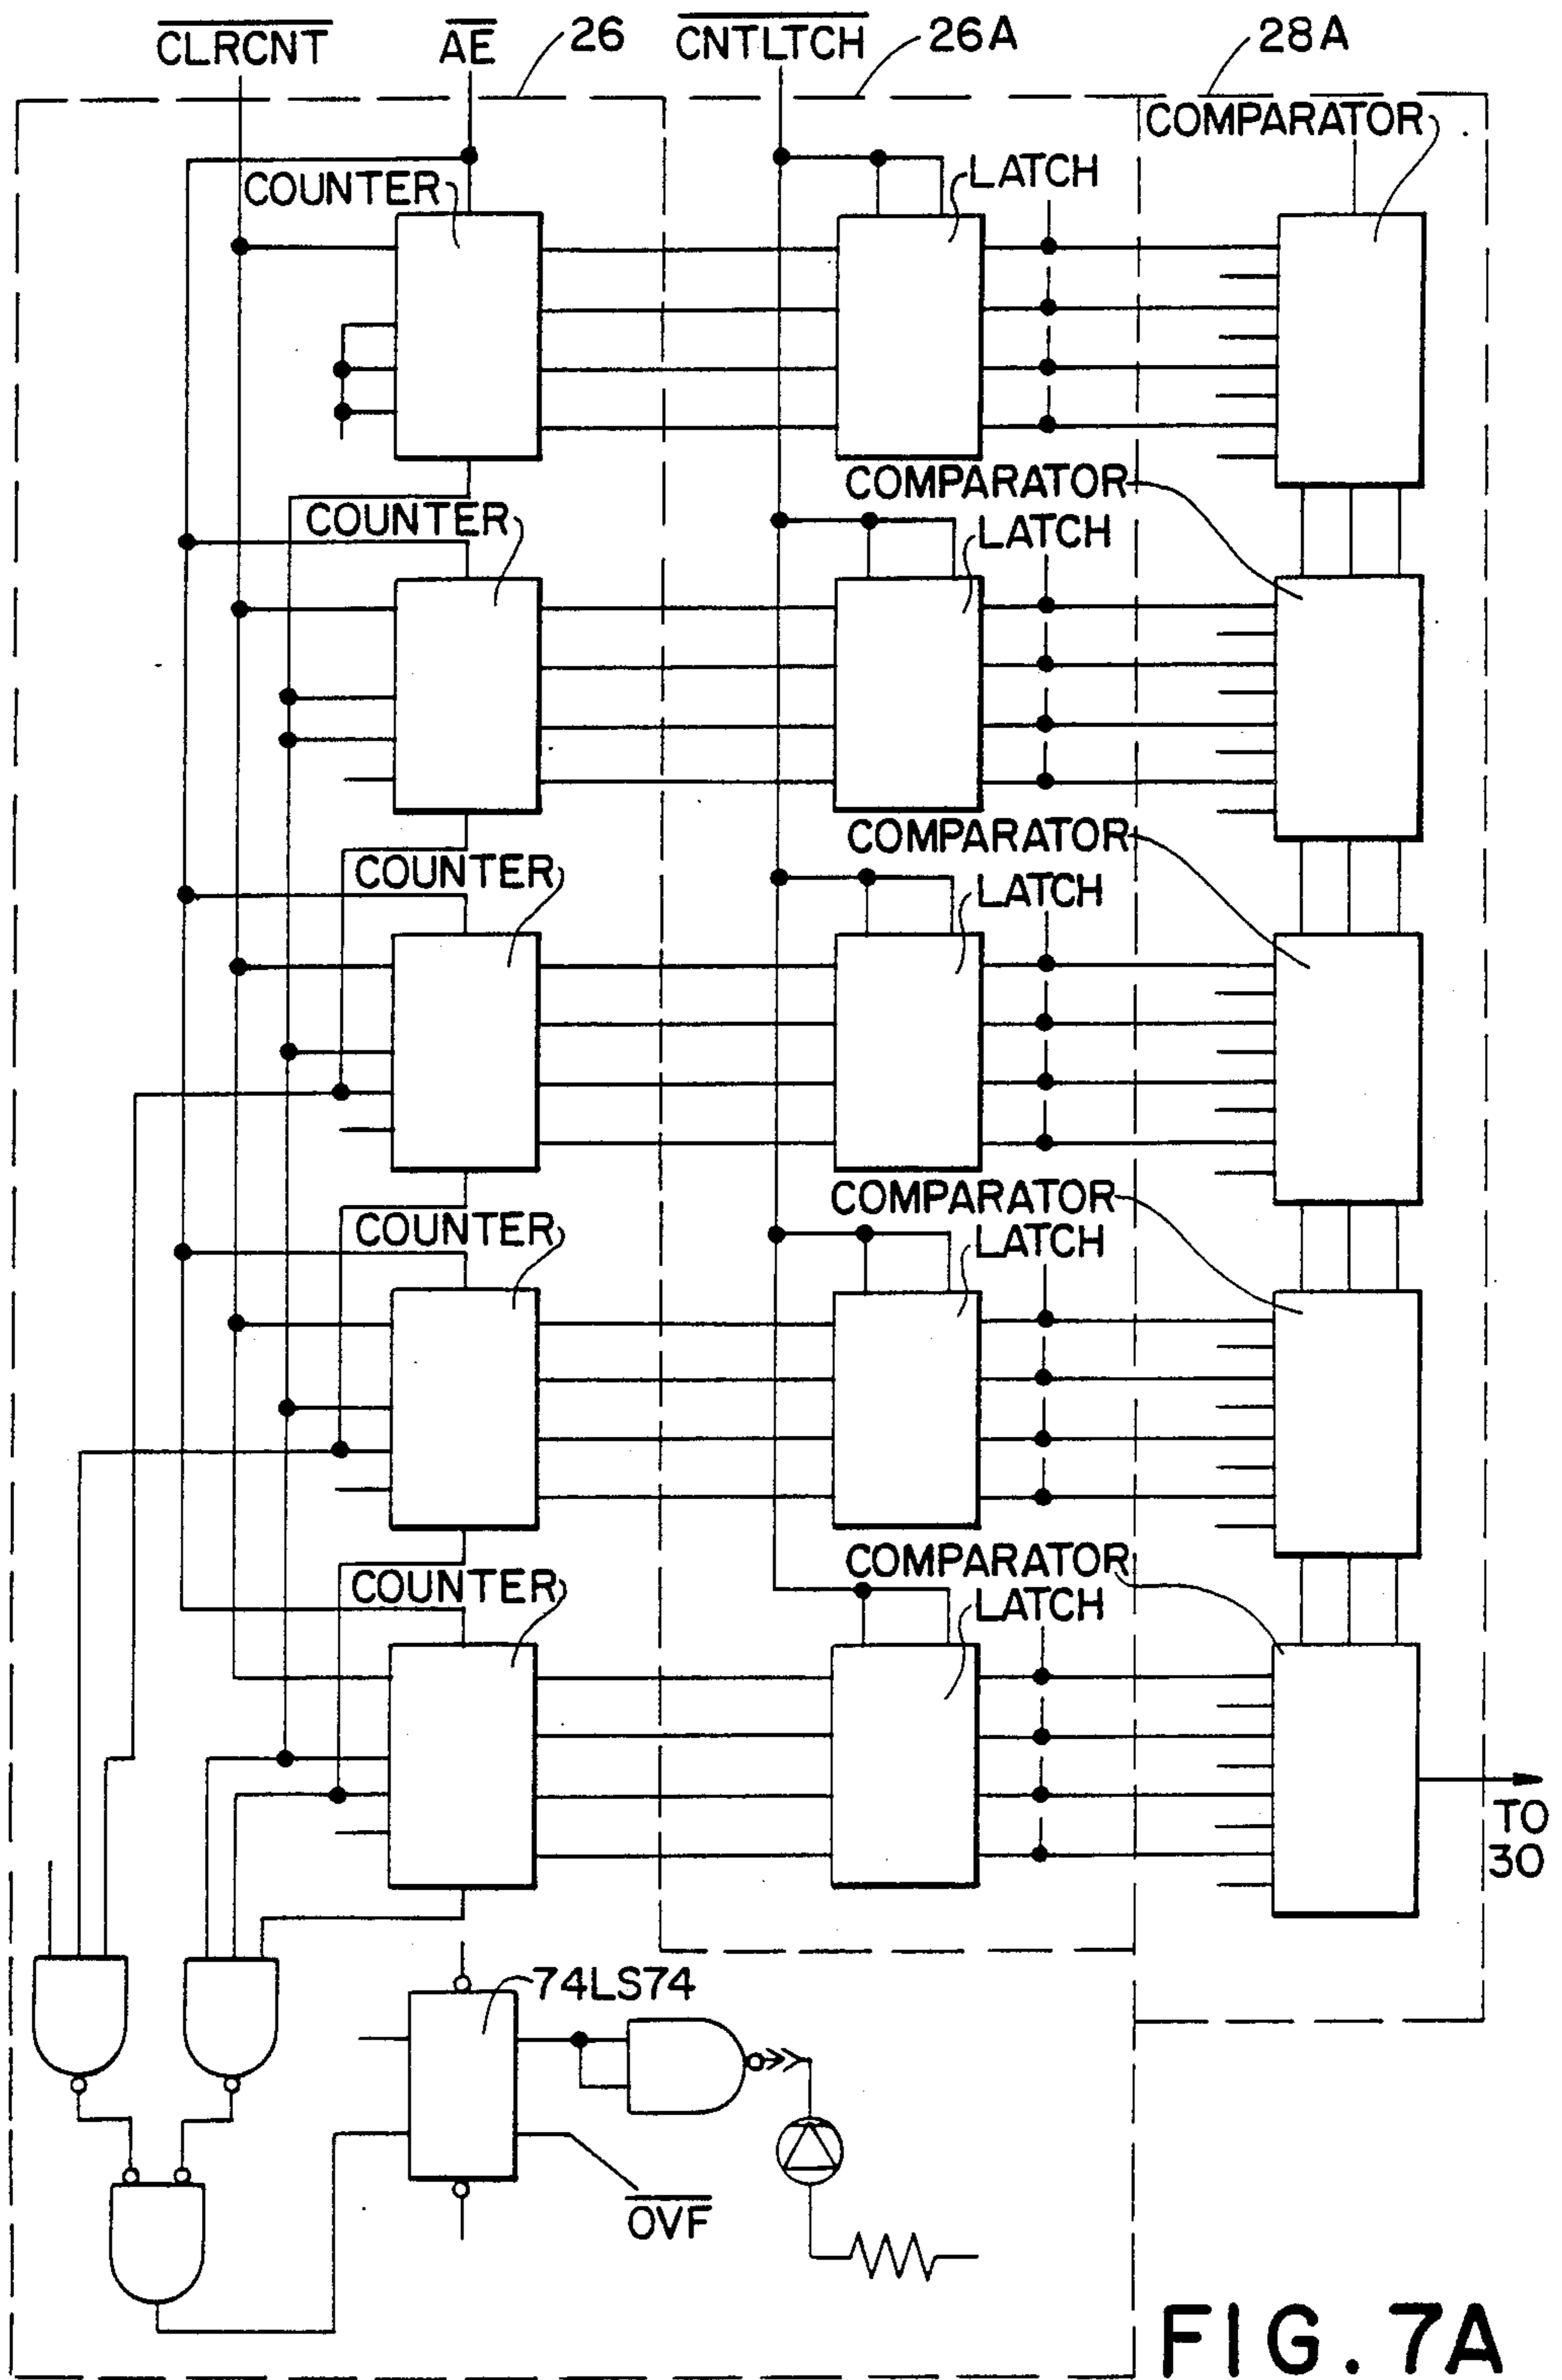 CLRCNT
AE
26
CNTLTCH
26A
28A
COMPARATOR
COUNTER
LATCH
COMPARATOR
COUNTER
LATCH
COMPARATOR
COUNTER
LATCH
COMPARATOR
COUNTER
LATCH
COMPARATOR
COUNTER
LATCH
TO
30
74LS74
OVF
FIG. 7A